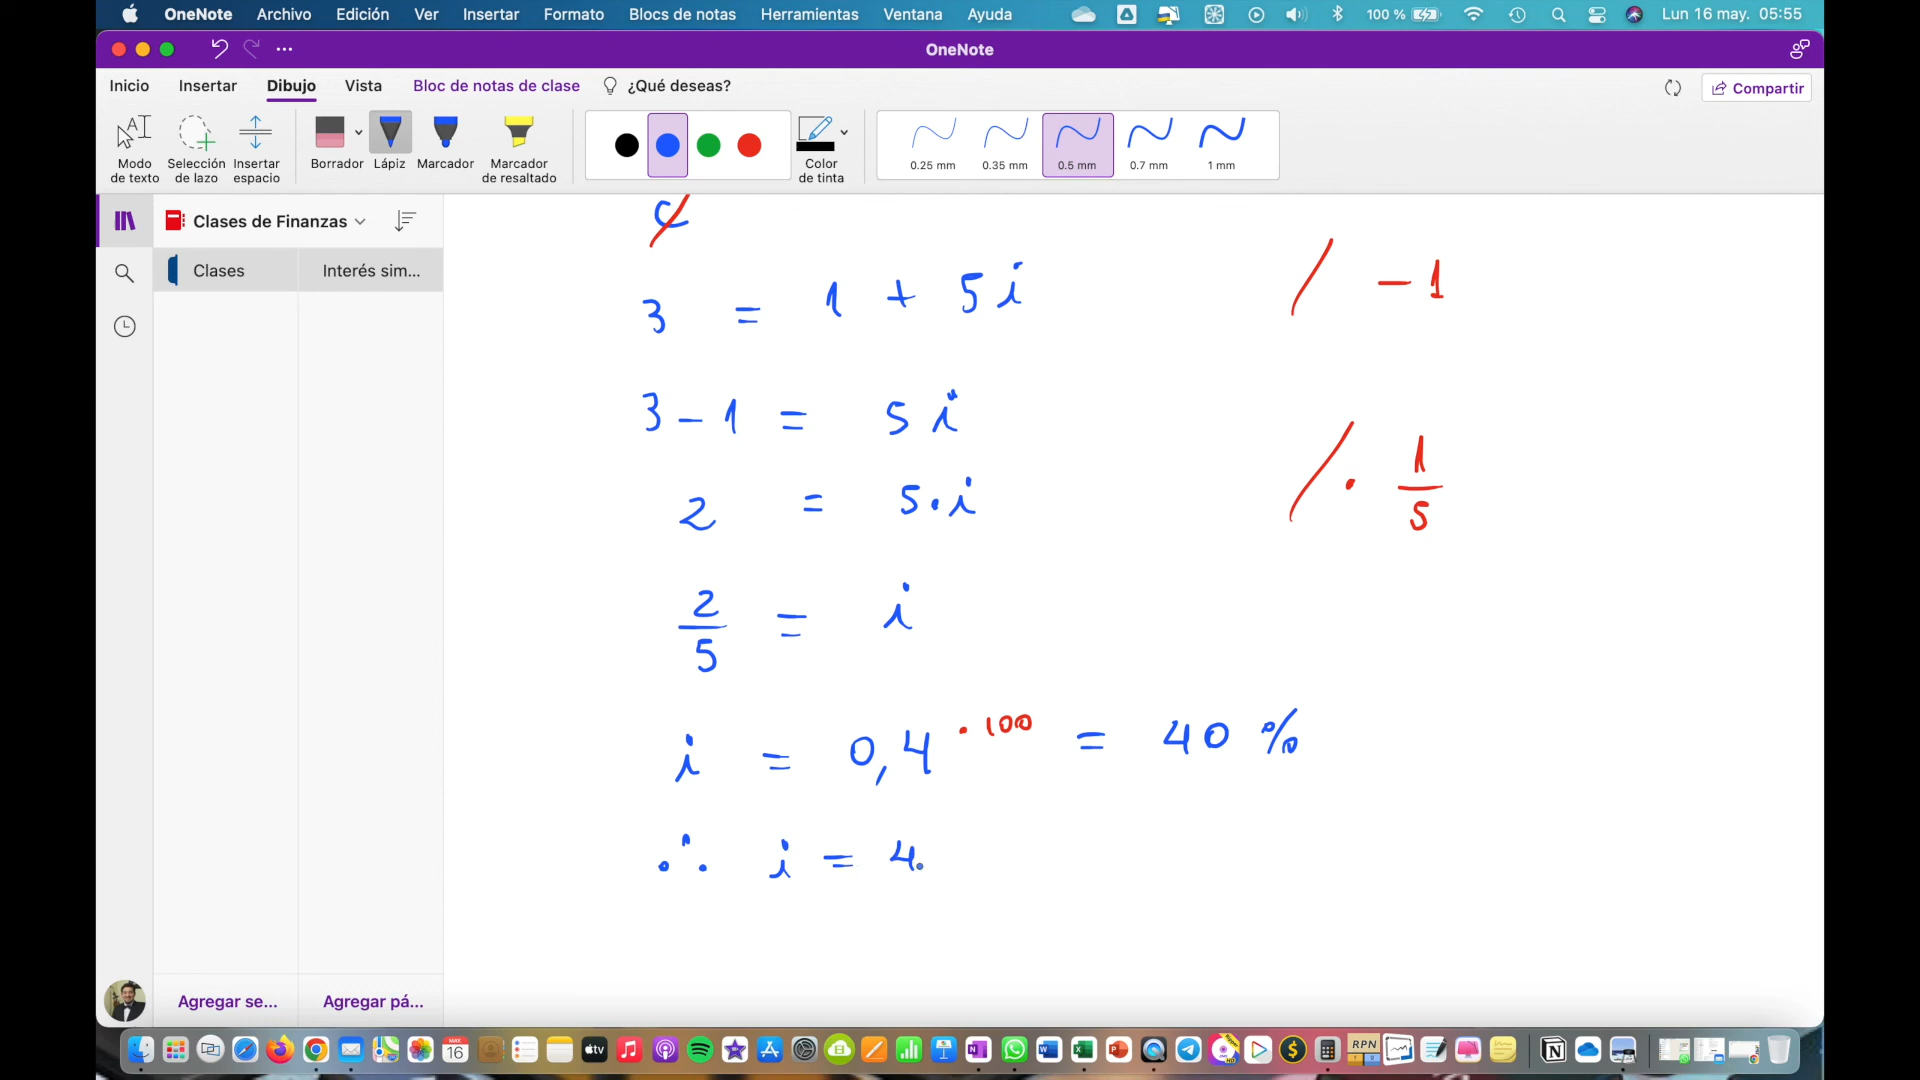 OneNote Archivo Edición Ver Insertar Formato Blocs de notas Herramientas Ventana Ayuda 100 % Lun 16 may. 05:55
OneNote
Inicio Insertar Dibujo Vista Bloc de notas de clase ¿Qué deseas? Compartir
Modo de texto
Selección de lazo
Insertar espacio
Borrador
Lápiz
Marcador
Marcador de resaltado
Color de tinta
0.25 mm 0.35 mm 0.5 mm 0.7 mm 1 mm
Clases de Finanzas
Clases Interés sim...
C
3 = 1 + 5i / -1
3 - 1 = 5i
2 = 5·i / · 1/5
2/5 = i
i = 0,4 · 100 = 40 %
∴ i = 4
Agregar se... Agregar pá...
MAY 16
tv
RPN